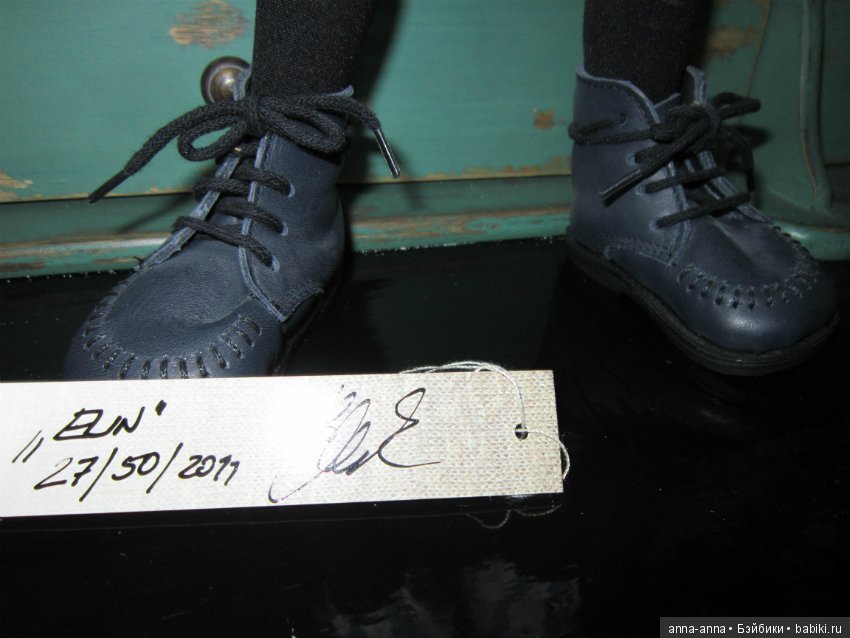 „ELIN"
27/50/2011
anna-anna • Бэйбики • babiki.ru